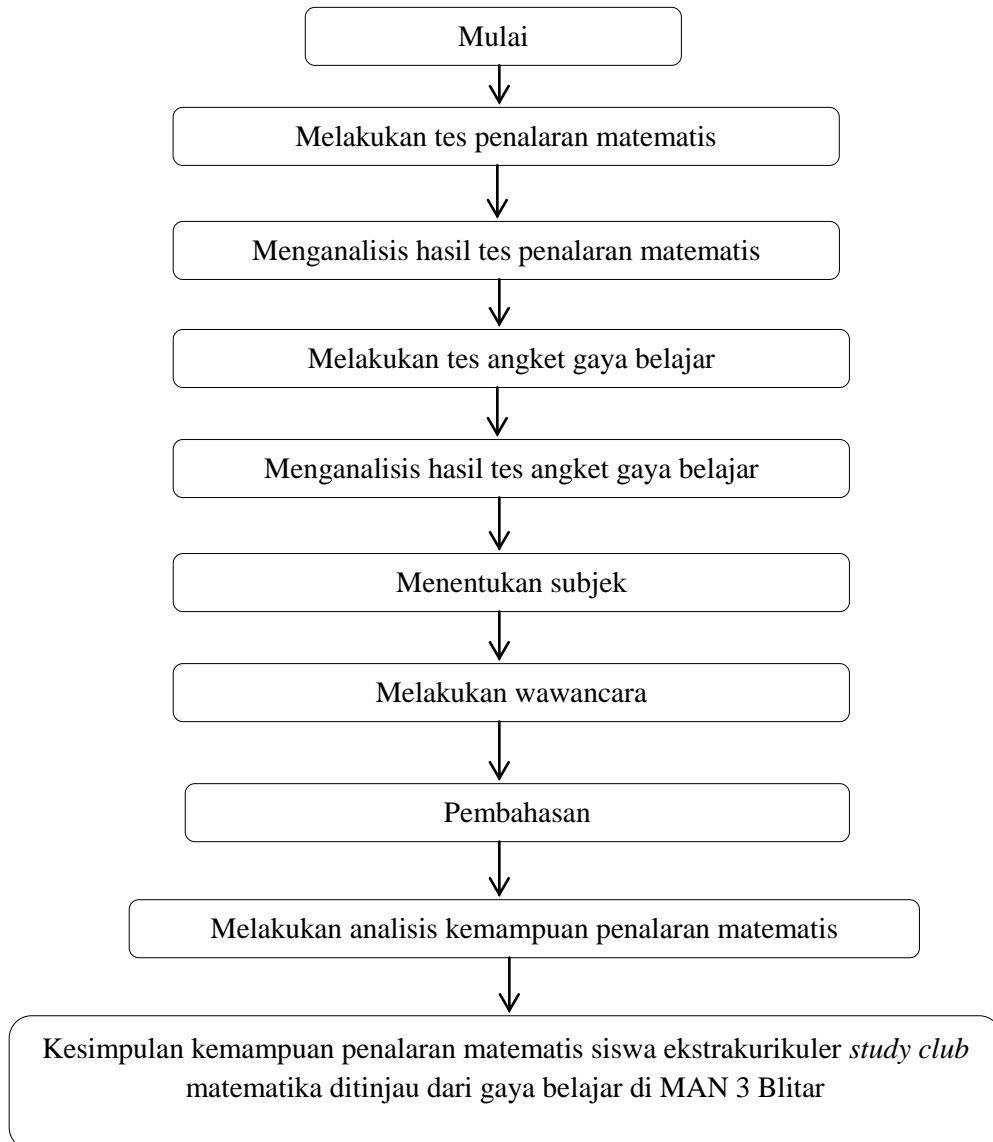 Mulai
Melakukan tes penalaran matematis
Menganalisis hasil tes penalaran matematis
Melakukan tes angket gaya belajar
Menganalisis hasil tes angket gaya belajar
Menentukan subjek
Melakukan wawancara
Pembahasan
Melakukan analisis kemampuan penalaran matematis
Kesimpulan kemampuan penalaran matematis siswa ekstrakurikuler study club
matematika ditinjau dari gaya belajar di MAN 3 Blitar